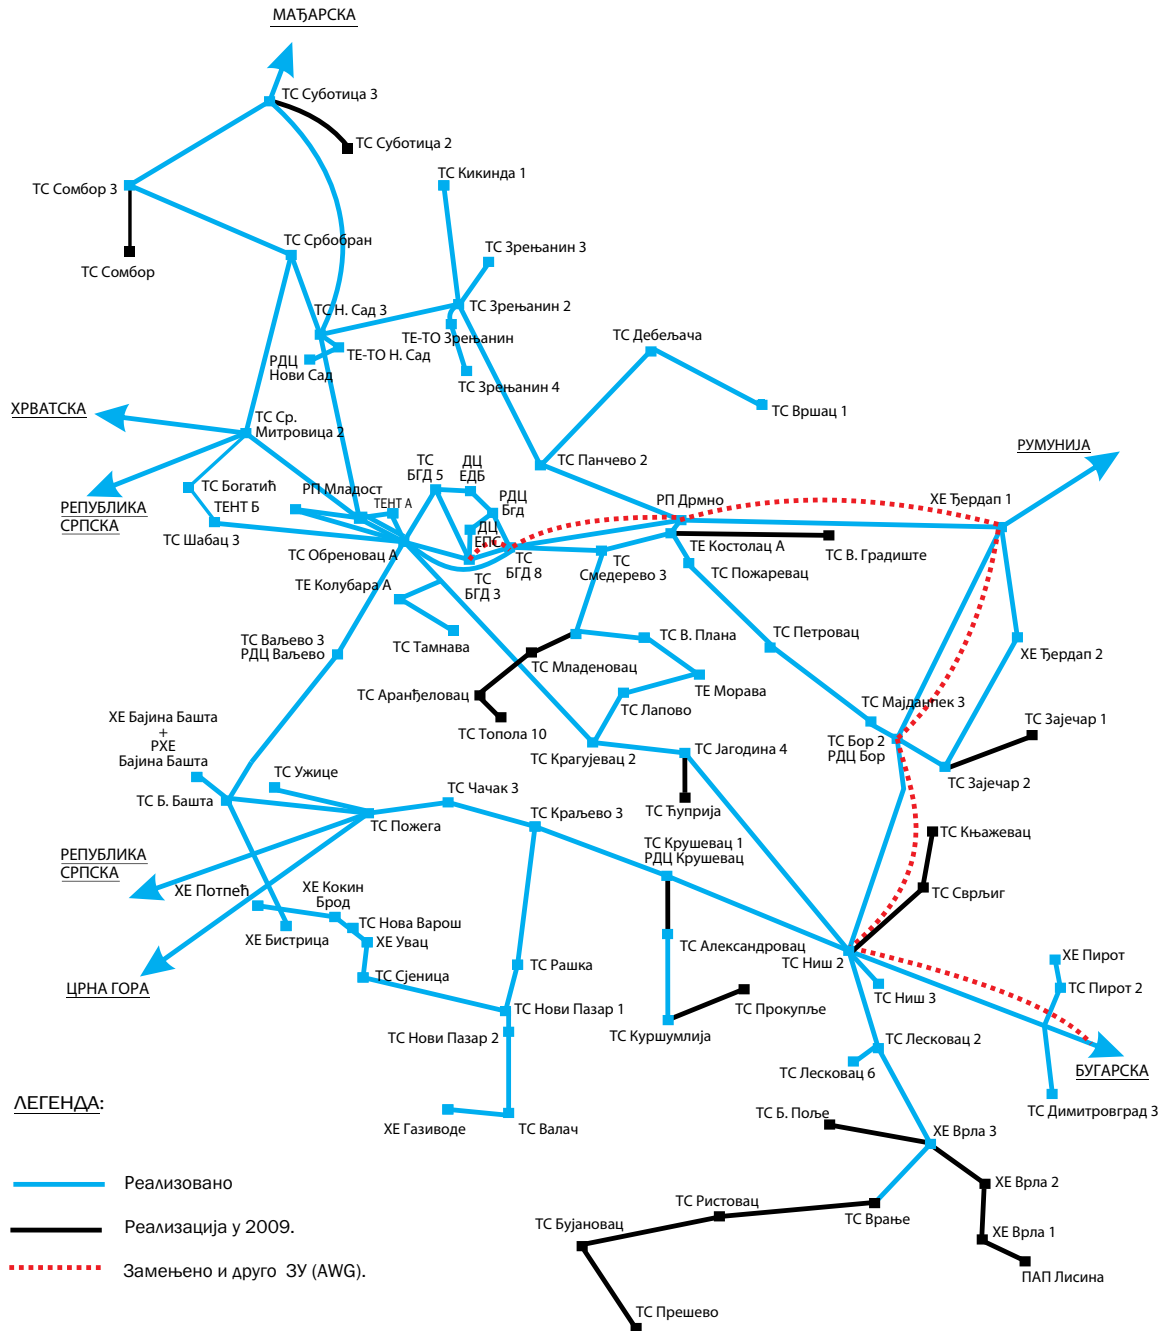 МАЂАРСКА
ТС Суботица 3
ТС Суботица 2
ТС Кикинда 1
ТС Сомбор 3
ТС Зрењанин 3
ТС Србобран
ТС Сомбор
ТС Н. Сад 3
ТС Зрењанин 2
ТЕ-ТО Зрењанин
ТС Дебељача
ТЕ-ТО Н. Сад
РДЦ
Нови Сад
ТС Зрењанин 4
ХРВАТСКА
ТС Вршац 1
ТС Ср.
Митровица 2
РУМУНИЈА
ТС
БГД 5
ДЦ
ЕДБ
ТС Панчево 2
ТС Богатић
РП Младост
РДЦ
Бгд
РП Дрмно
ХЕ Ђердап 1
РЕПУБЛИКА
СРПСКА
ТЕНТ Б
ТЕНТ А
ТС Шабац 3
ДЦ
ЕПС
ТЕ Костолац А
ТС Обреновац А
ТС
БГД 8
ТС
Смедерево 3
ТС В. Градиште
ТС
БГД 3
ТС Пожаревац
ТЕ Колубара А
ТС Ваљево 3
РДЦ Ваљево
ТС Тамнава
ТС В. Плана
ТС Петровац
ХЕ Ђердап 2
ТС Младеновац
ТЕ Морава
ТС Аранђеловац
ТС Лапово
ТС Мајданпек 3
ХЕ Бајина Башта
+
РХЕ
Бајина Башта
ТС Топола 10
ТС Бор 2
РДЦ Бор
ТС Зајечар 1
ТС Крагујевац 2
ТС Јагодина 4
ТС Ужице
ТС Зајечар 2
ТС Б. Башта
ТС Чачак 3
ТС Ћуприја
ТС Пожега
ТС Краљево 3
ТС Књажевац
РЕПУБЛИКА
СРПСКА
ТС Крушевац 1
РДЦ Крушевац
ХЕ Потпећ
ХЕ Кокин
Брод
ТС Сврљиг
ТС Нова Варош
ХЕ Бистрица
ХЕ Увац
ТС Александровац
ТС Ниш 2
ХЕ Пирот
ЦРНА ГОРА
ТС Сјеница
ТС Рашка
ТС Ниш 3
ТС Пирот 2
ТС Нови Пазар 1
ТС Прокупље
ТС Нови Пазар 2
ТС Куршумлија
ТС Лесковац 2
ТС Лесковац 6
БУГАРСКА
ЛЕГЕНДА:
ТС Димитровград 3
ХЕ Газиводе
ТС Валач
ТС Б. Поље
ХЕ Врла 3
Реализовано
ХЕ Врла 2
ТС Ристовац
ТС Врање
Реализација у 2009.
ТС Бујановац
ХЕ Врла 1
Замењено и друго ЗУ (AWG).
ПАП Лисина
ТС Прешево